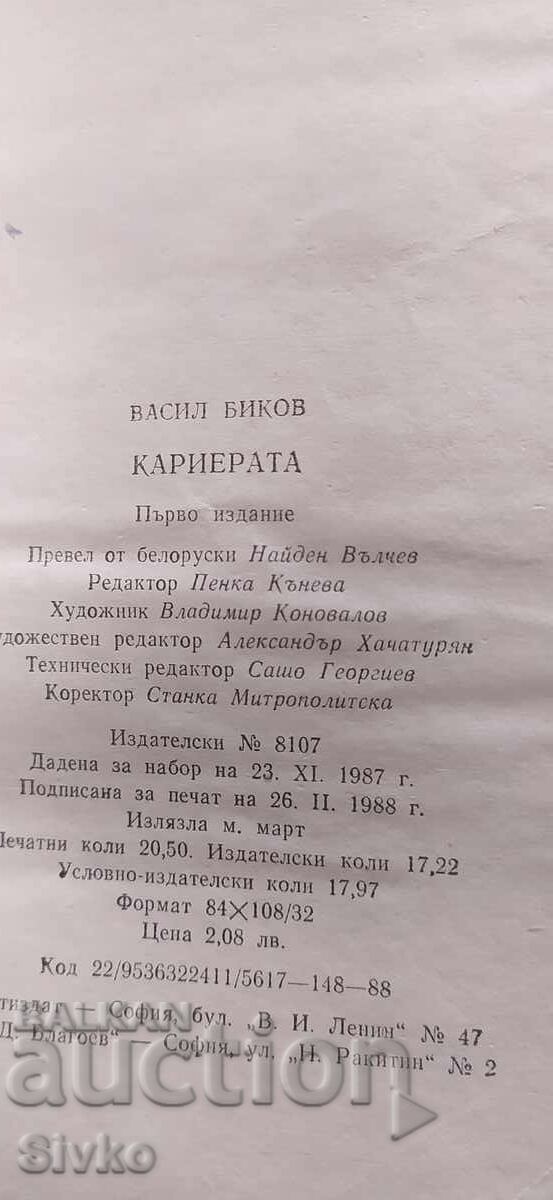 ВАСИЛ БИКОВ
КАРИЕРАТА
Първо издание
Превел от белоруски Найден Вълчев
Редактор Пенка Кънева
Художник Владимир Коновалов
редактор Александър Хачатурян
Технически редактор Сашо Георгиев
Коректор Станка Митрополитска
Издателски № 8107
Дадена за набор на 23. XI. 1987 г.
Подписана за печат на 26. II. 1988 г.
Излязла м. март
Печатни коли 20,50. Издателски коли 17,22
Условно-издателски коли 17,97
Формат 84×108/32
Цена 2,08 лв.
Код 22/9536322411/5617—148—88
— София, бул. „В. И. Ленин“ № 47
Д. Благоев“ — София, ул. „Н. Ракитин“ № 2
BALKAN
auction
Sivko